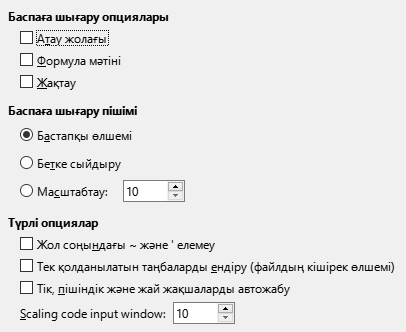 Баспаға шығару опциялары
Атау жолағы
Формула мәтіні
Жақтау
Баспаға шығару пішімі
Бастапқы өлшемі
Бетке сыйдыру
Масштабтау: 10
Түрлі опциялар
Жол соңындағы ~ және ' елемеу
Тек қолданылатын таңбаларды ендіру (файлдың кішірек өлшемі)
Тік, пішіндік және жай жақшаларды автожабу
Scaling code input window: 10